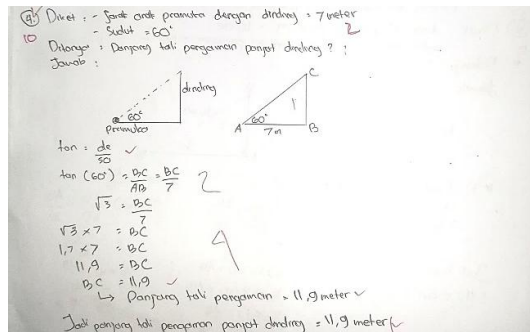 4. Diket : - Jarak anak pramuka dengan dinding = 7 meter
- Sudut = 60°
2
10
Ditanya : Panjang tali pengaman panjat dinding ? !
Jawab :
dinding
60°
Pramuka
C
1
60°
A
7m
B
tan = de/sa
tan (60°) = BC/AB = BC/7
2
√3 = BC/7
√3 x 7 = BC
1,7 x 7 = BC
11,9 = BC
4
BC = 11,9
↳ Panjang tali pengaman = 11,9 meter
Jadi panjang tali pengaman panjat dinding = 11,9 meter